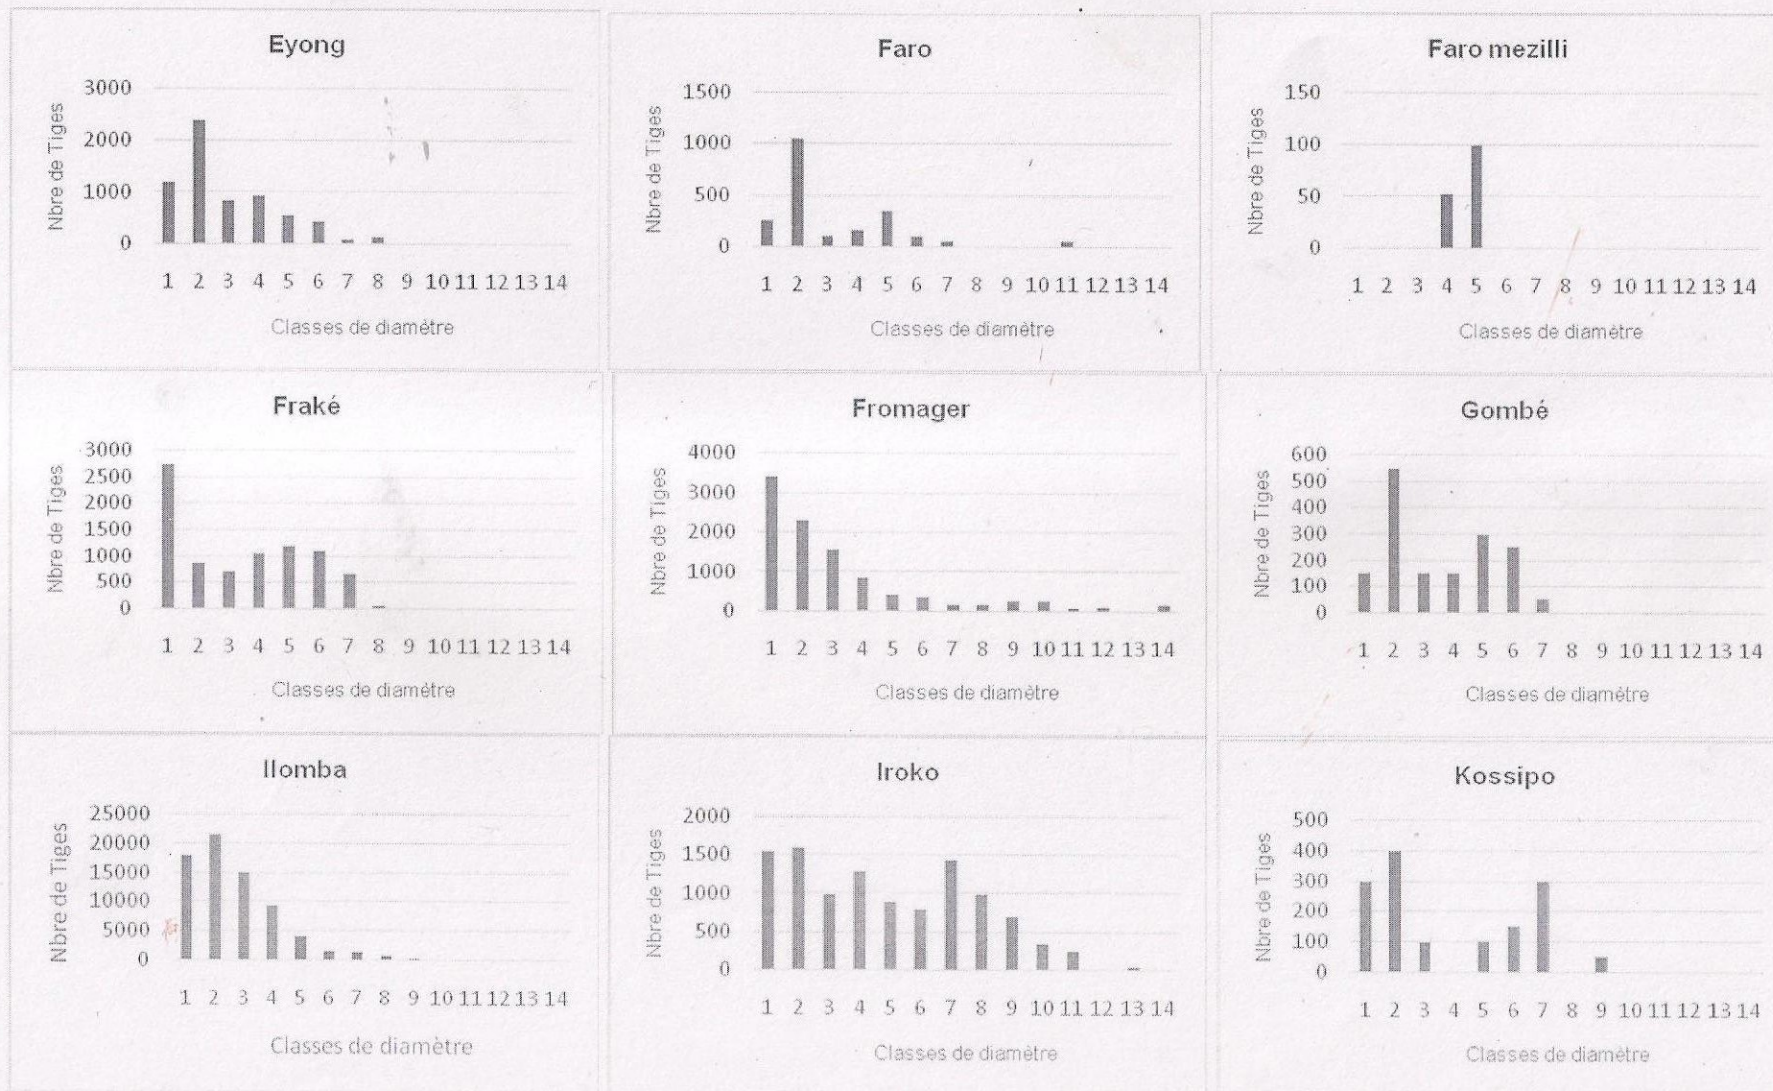 Eyong
Nbre de Tiges
3000
2000
1000
0
1 2 3 4 5 6 7 8 9 10 11 12 13 14
Classes de diamètre
Faro
Nbre de Tiges
1500
1000
500
0
1 2 3 4 5 6 7 8 9 10 11 12 13 14
Classes de diamètre
Faro mezilli
Nbre de Tiges
150
100
50
0
1 2 3 4 5 6 7 8 9 10 11 12 13 14
Classes de diamètre
Fraké
Nbre de Tiges
3000
2500
2000
1500
1000
500
0
1 2 3 4 5 6 7 8 9 10 11 12 13 14
Classes de diamètre
Fromager
Nbre de Tiges
4000
3000
2000
1000
0
1 2 3 4 5 6 7 8 9 10 11 12 13 14
Classes de diamètre
Gombé
Nbre de Tiges
600
500
400
300
200
100
0
1 2 3 4 5 6 7 8 9 10 11 12 13 14
Classes de diamètre
Ilomba
Nbre de Tiges
25000
20000
15000
10000
5000
0
1 2 3 4 5 6 7 8 9 10 11 12 13 14
Classes de diamètre
Iroko
Nbre de Tiges
2000
1500
1000
500
0
1 2 3 4 5 6 7 8 9 10 11 12 13 14
Classes de diamètre
Kossipo
Nbre de Tiges
500
400
300
200
100
0
1 2 3 4 5 6 7 8 9 10 11 12 13 14
Classes de diamètre